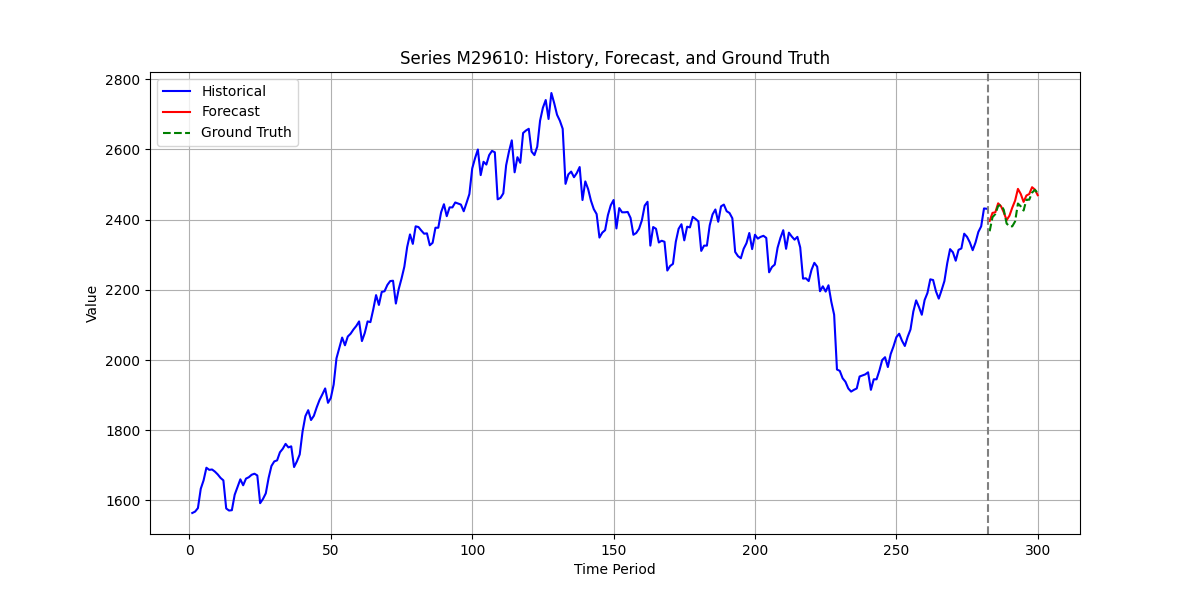 Series M29610: History, Forecast, and Ground Truth
Historical
Forecast
Ground Truth
2800
2600
2400
2200
2000
1800
1600
Value
0 50 100 150 200 250 300
Time Period